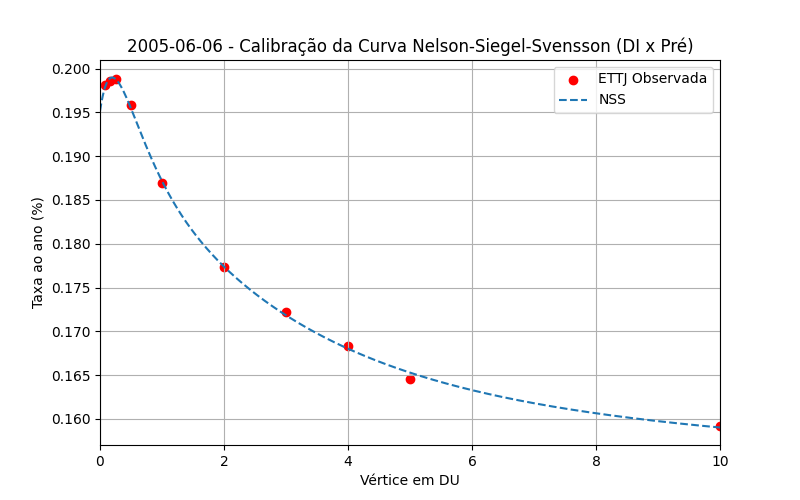 2005-06-06 - Calibração da Curva Nelson-Siegel-Svensson (DI x Pré)
ETTJ Observada
NSS
Taxa ao ano (%)
0.200
0.195
0.190
0.185
0.180
0.175
0.170
0.165
0.160
0 2 4 6 8 10
Vértice em DU